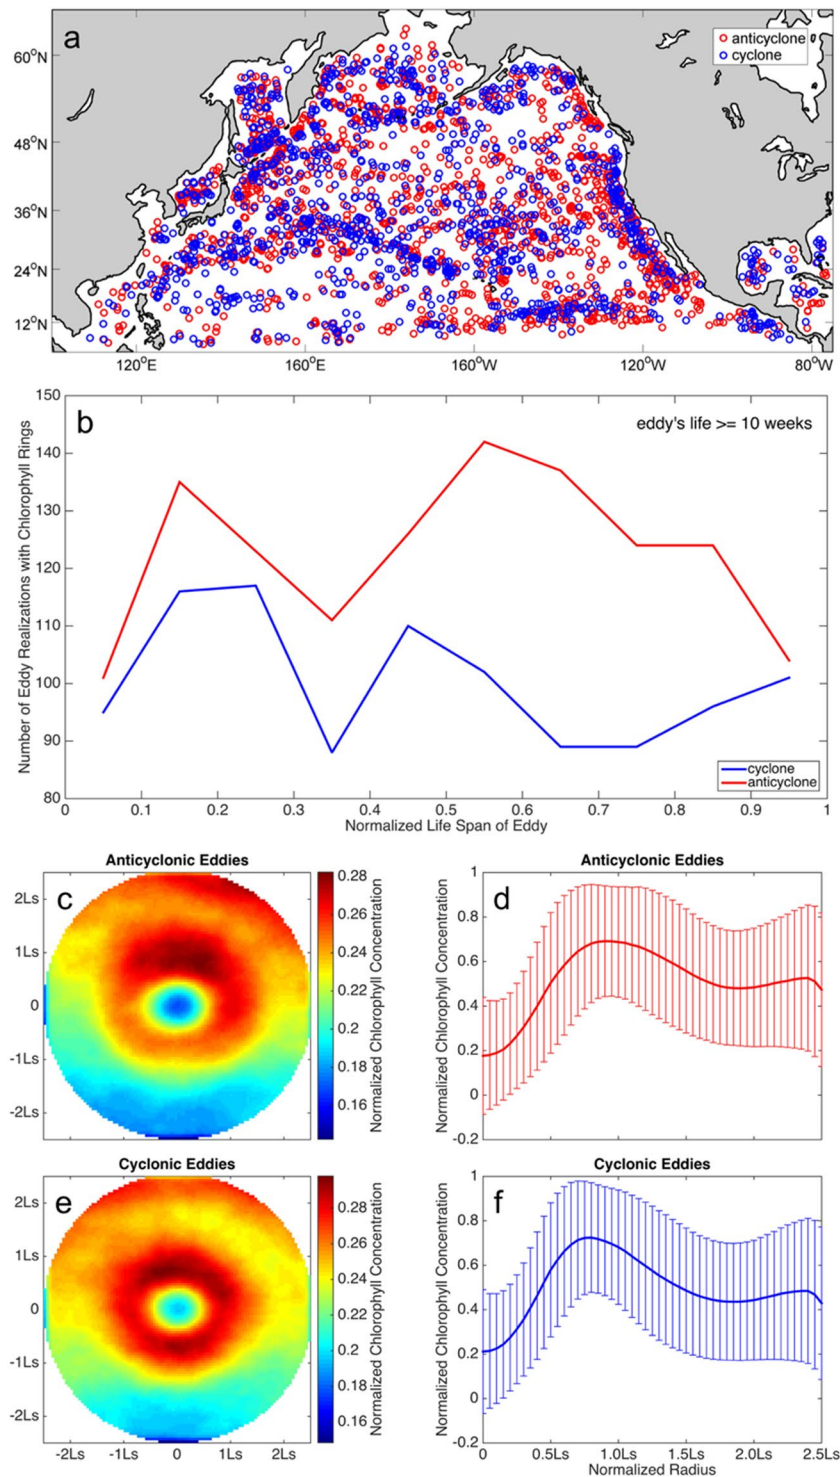 a
anticyclone
cyclone
60°N
48°N
36°N
24°N
12°N
120°E 160°E 160°W 120°W 80°W
b
eddy's life >= 10 weeks
Number of Eddy Realizations with Chlorophyll Rings
150
140
130
120
110
100
90
80
cyclone
anticyclone
0 0.1 0.2 0.3 0.4 0.5 0.6 0.7 0.8 0.9 1
Normalized Life Span of Eddy
Anticyclonic Eddies
c
2Ls
1Ls
0
-1Ls
-2Ls
0.28
0.26
0.24
0.22
0.2
0.18
0.16
Normalized Chlorophyll Concentration
Anticyclonic Eddies
d
Normalized Chlorophyll Concentration
1
0.8
0.6
0.4
0.2
0
-0.2
Cyclonic Eddies
e
2Ls
1Ls
0
-1Ls
-2Ls
-2Ls -1Ls 0 1Ls 2Ls
0.28
0.26
0.24
0.22
0.2
0.18
0.16
Normalized Chlorophyll Concentration
Cyclonic Eddies
f
Normalized Chlorophyll Concentration
1
0.8
0.6
0.4
0.2
0
-0.2
0 0.5Ls 1.0Ls 1.5Ls 2.0Ls 2.5Ls
Normalized Radius